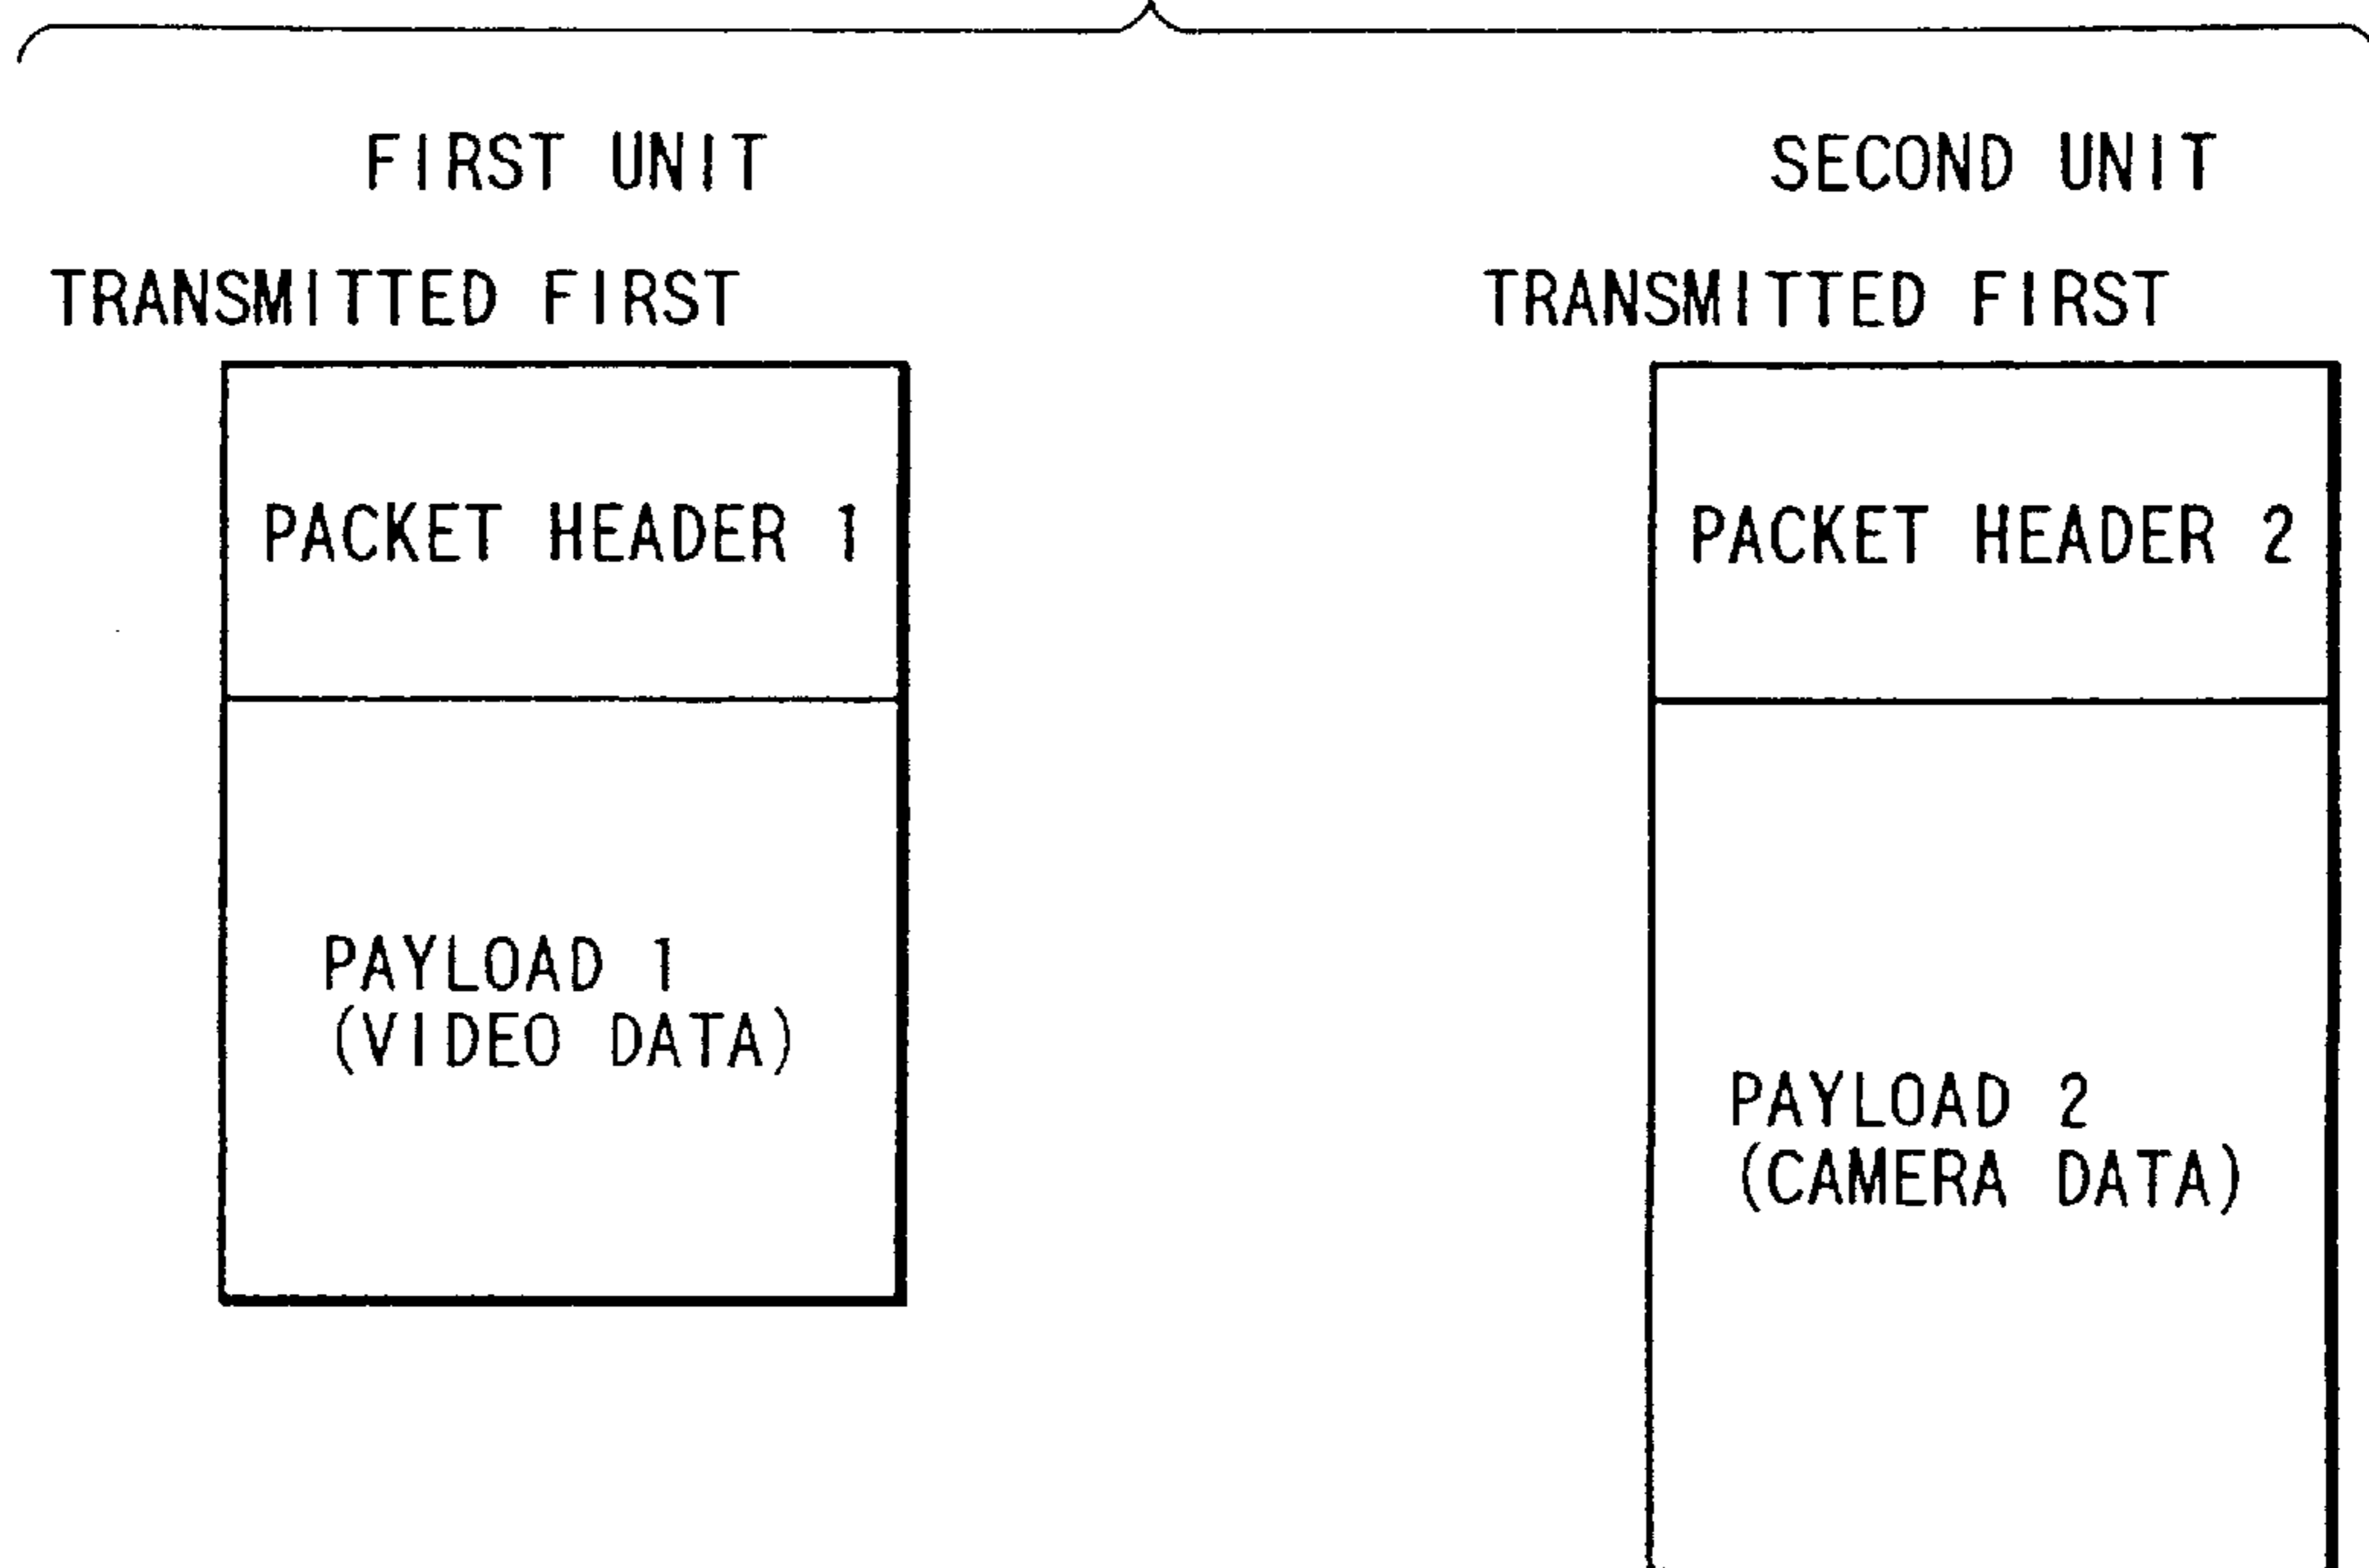 FIRST UNIT
TRANSMITTED FIRST
PACKET HEADER 1
PAYLOAD 1
(VIDEO DATA)
SECOND UNIT
TRANSMITTED FIRST
PACKET HEADER 2
PAYLOAD 2
(CAMERA DATA)